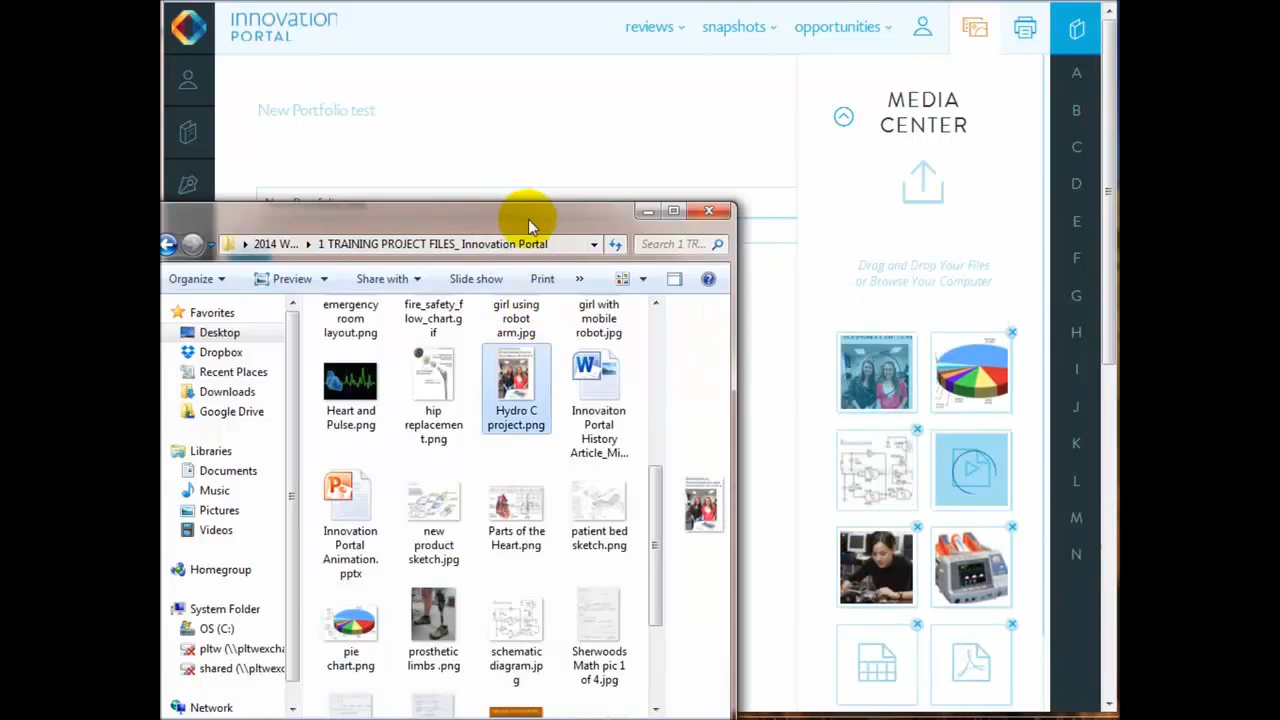 innovation
PORTAL
reviews
snapshots
opportunities
New Portfolio test
MEDIA
CENTER
Drag and Drop Your Files
or Browse Your Computer
A
B
C
D
E
F
G
H
I
J
K
L
M
N
2014 W...
1 TRAINING PROJECT FILES_ Innovation Portal
Search 1 TR...
Organize
Preview
Share with
Slide show
Print
»
Favorites
Desktop
Dropbox
Recent Places
Downloads
Google Drive
Libraries
Documents
Music
Pictures
Videos
Homegroup
System Folder
OS (C:)
pltw (\\pltwexcha
shared (\\pltwexc
Network
emergency
room
layout.png
fire_safety_f
low_chart.g
if
girl using
robot
arm.jpg
girl with
mobile
robot.jpg
Heart and
Pulse.png
hip
replacemen
t.png
Hydro C
project.png
Innovaiton
Portal
History
Article_Mi...
Innovation
Portal
Animation.
pptx
new
product
sketch.jpg
Parts of the
Heart.png
patient bed
sketch.png
pie
chart.png
prosthetic
limbs .png
schematic
diagram.jp
g
Sherwoods
Math pic 1
of 4.jpg